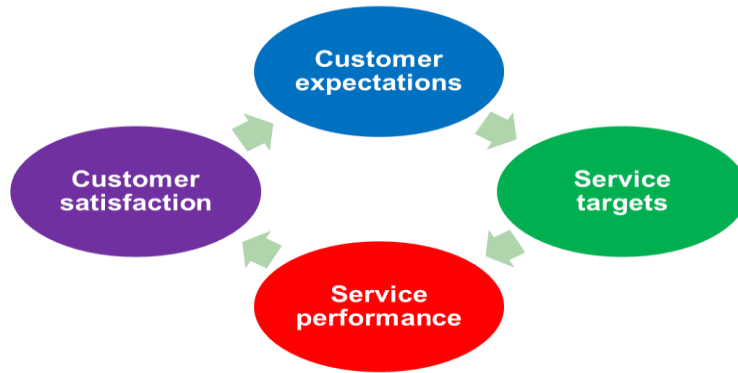 Customer
expectations
Service
targets
Service
performance
Customer
satisfaction